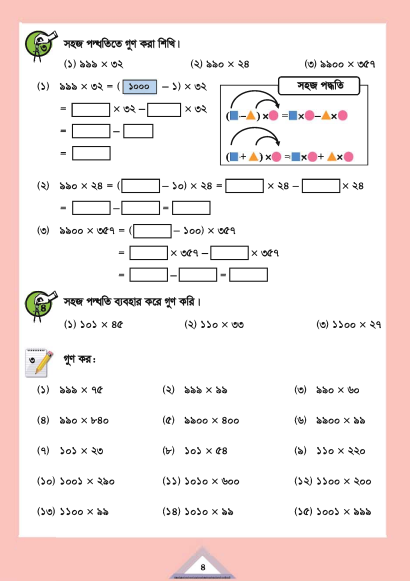 ৩ সহজ পদ্ধতিতে গুণ করা শিখি।
(১) ৯৯৯ × ৩২ (২) ৯৯০ × ২৪ (৩) ৯৯০০ × ৩৫৭
(১) ৯৯৯ × ৩২ = ( ১০০০ – ১) × ৩২
= × ৩২ – × ৩২
= –
=
সহজ পদ্ধতি
( – ) × = × – ×
( + ) × = × + ×
(২) ৯৯০ × ২৪ = ( – ১০) × ২৪ = × ২৪ – × ২৪
= – =
(৩) ৯৯০০ × ৩৫৭ = ( – ১০০) × ৩৫৭
= × ৩৫৭ – × ৩৫৭
= – =
৪ সহজ পদ্ধতি ব্যবহার করে গুণ করি।
(১) ১০১ × ৪৫ (২) ১১০ × ৩৩ (৩) ১১০০ × ২৭
৩ গুণ কর:
(১) ৯৯৯ × ৭৫ (২) ৯৯৯ × ৯৯ (৩) ৯৯০ × ৬০
(৪) ৯৯০ × ৮৪০ (৫) ৯৯০০ × ৪০০ (৬) ৯৯০০ × ৯৯
(৭) ১০১ × ২৩ (৮) ১০১ × ৫৪ (৯) ১১০ × ২২০
(১০) ১০০১ × ২৯০ (১১) ১০১০ × ৬০০ (১২) ১১০০ × ২০০
(১৩) ১১০০ × ৯৯ (১৪) ১০১০ × ৯৯ (১৫) ১০০১ × ৯৯৯
৪